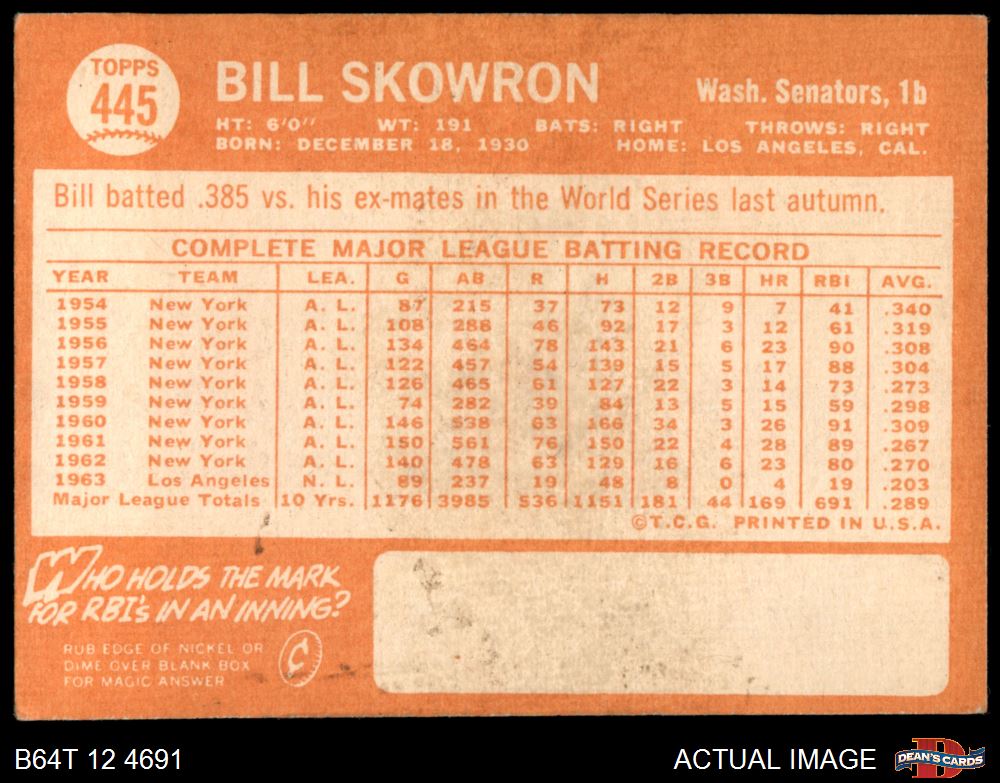 TOPPS
445
BILL SKOWRON
Wash. Senators, 1b
HT: 6'0" WT: 191 BATS: RIGHT THROWS: RIGHT
BORN: DECEMBER 18, 1930 HOME: LOS ANGELES, CAL.
Bill batted .385 vs. his ex-mates in the World Series last autumn.
COMPLETE MAJOR LEAGUE BATTING RECORD
YEAR TEAM LEA. G AB R H 2B 3B HR RBI AVG.
1954 New York A. L. 87 215 37 73 12 9 7 41 .340
1955 New York A. L. 108 288 46 92 17 3 12 61 .319
1956 New York A. L. 134 464 78 143 21 6 23 90 .308
1957 New York A. L. 122 457 54 139 15 5 17 88 .304
1958 New York A. L. 126 465 61 127 22 3 14 73 .273
1959 New York A. L. 74 282 39 84 13 5 15 59 .298
1960 New York A. L. 146 538 63 166 34 3 26 91 .309
1961 New York A. L. 150 561 76 150 22 4 28 89 .267
1962 New York A. L. 140 478 63 129 16 6 23 80 .270
1963 Los Angeles N. L. 89 237 19 48 8 0 4 19 .203
Major League Totals 10 Yrs. 1176 3985 536 1151 181 44 169 691 .289
©T.C.G. PRINTED IN U.S.A.
WHO HOLDS THE MARK
FOR RBI's IN AN INNING?
RUB EDGE OF NICKEL OR
DIME OVER BLANK BOX
FOR MAGIC ANSWER
¢
B64T 12 4691
ACTUAL IMAGE
D
DEAN'S CARDS